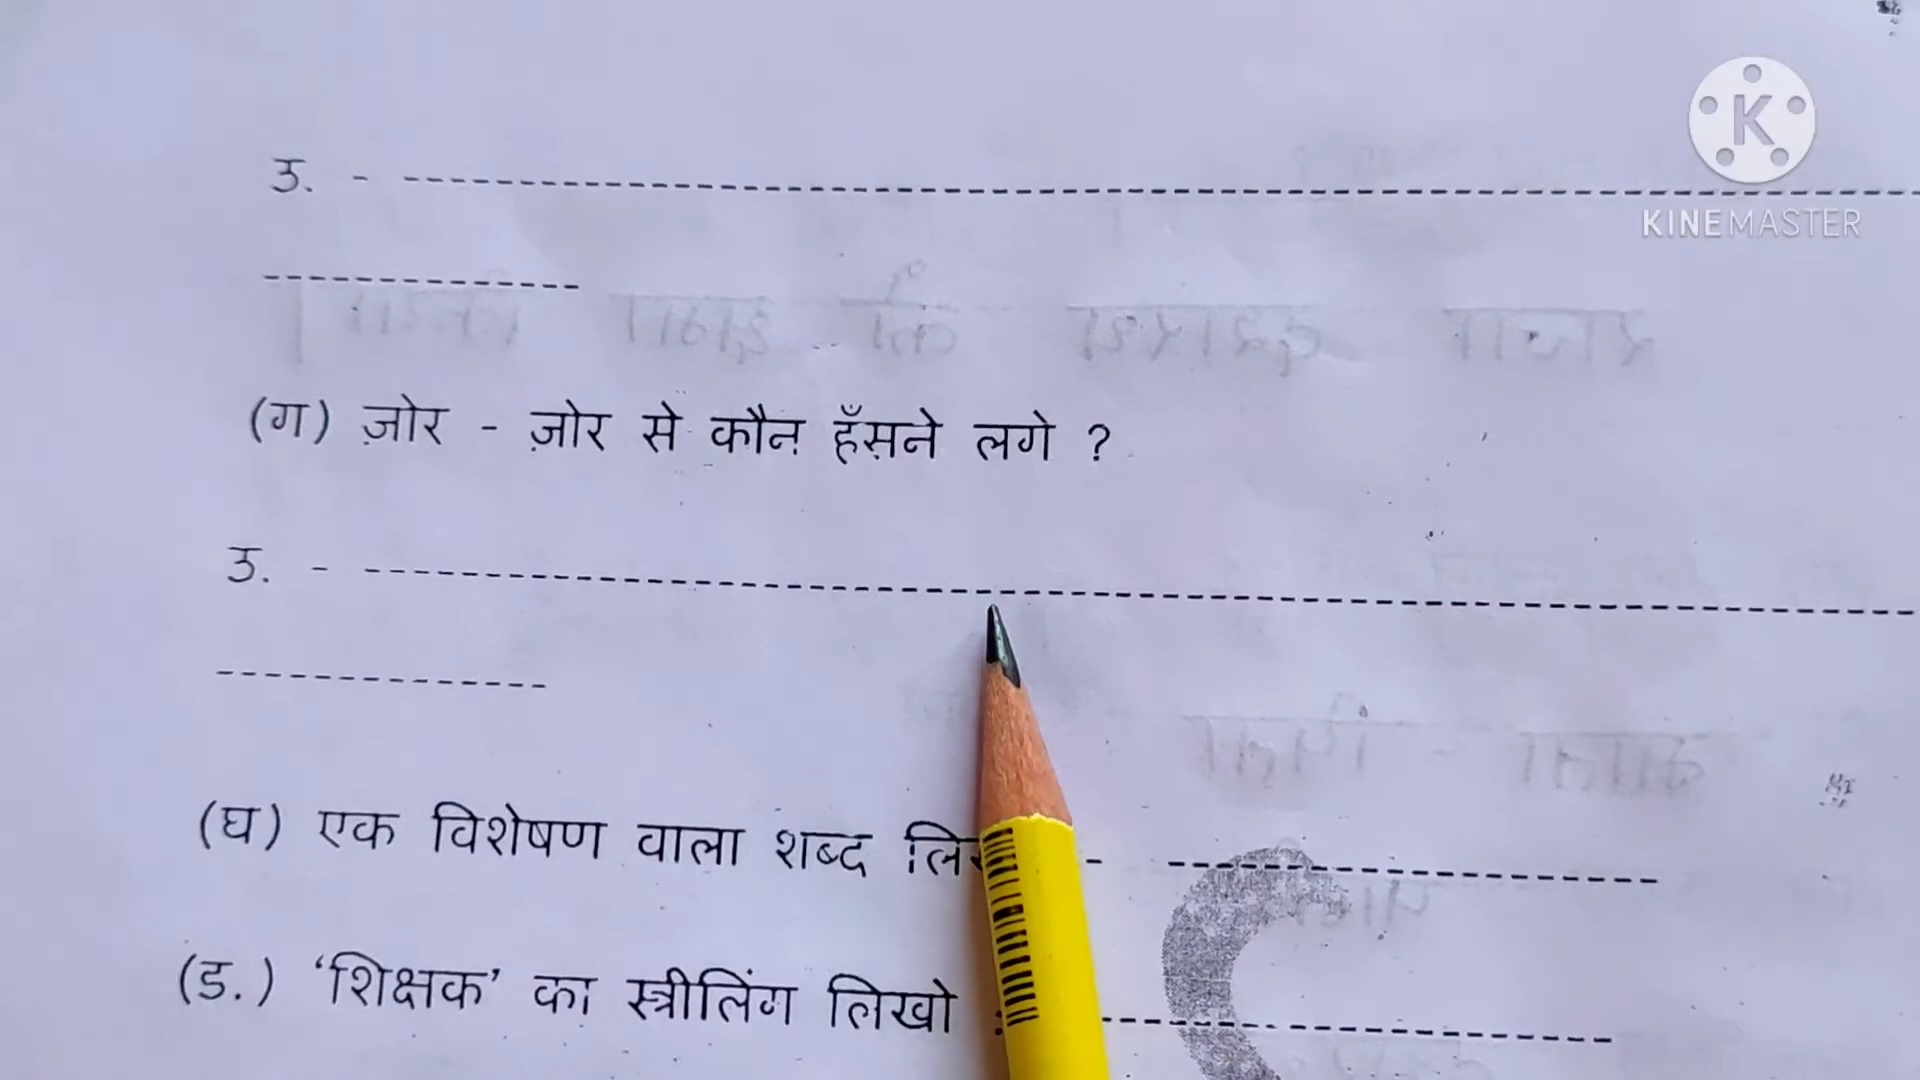 K
KINEMASTER
उ. -
(ग) ज़ोर - ज़ोर से कौन हँसने लगे ?
उ. -
(घ) एक विशेषण वाला शब्द -
(ड.) ‘शिक्षक’ का स्त्रीलिंग लिखो